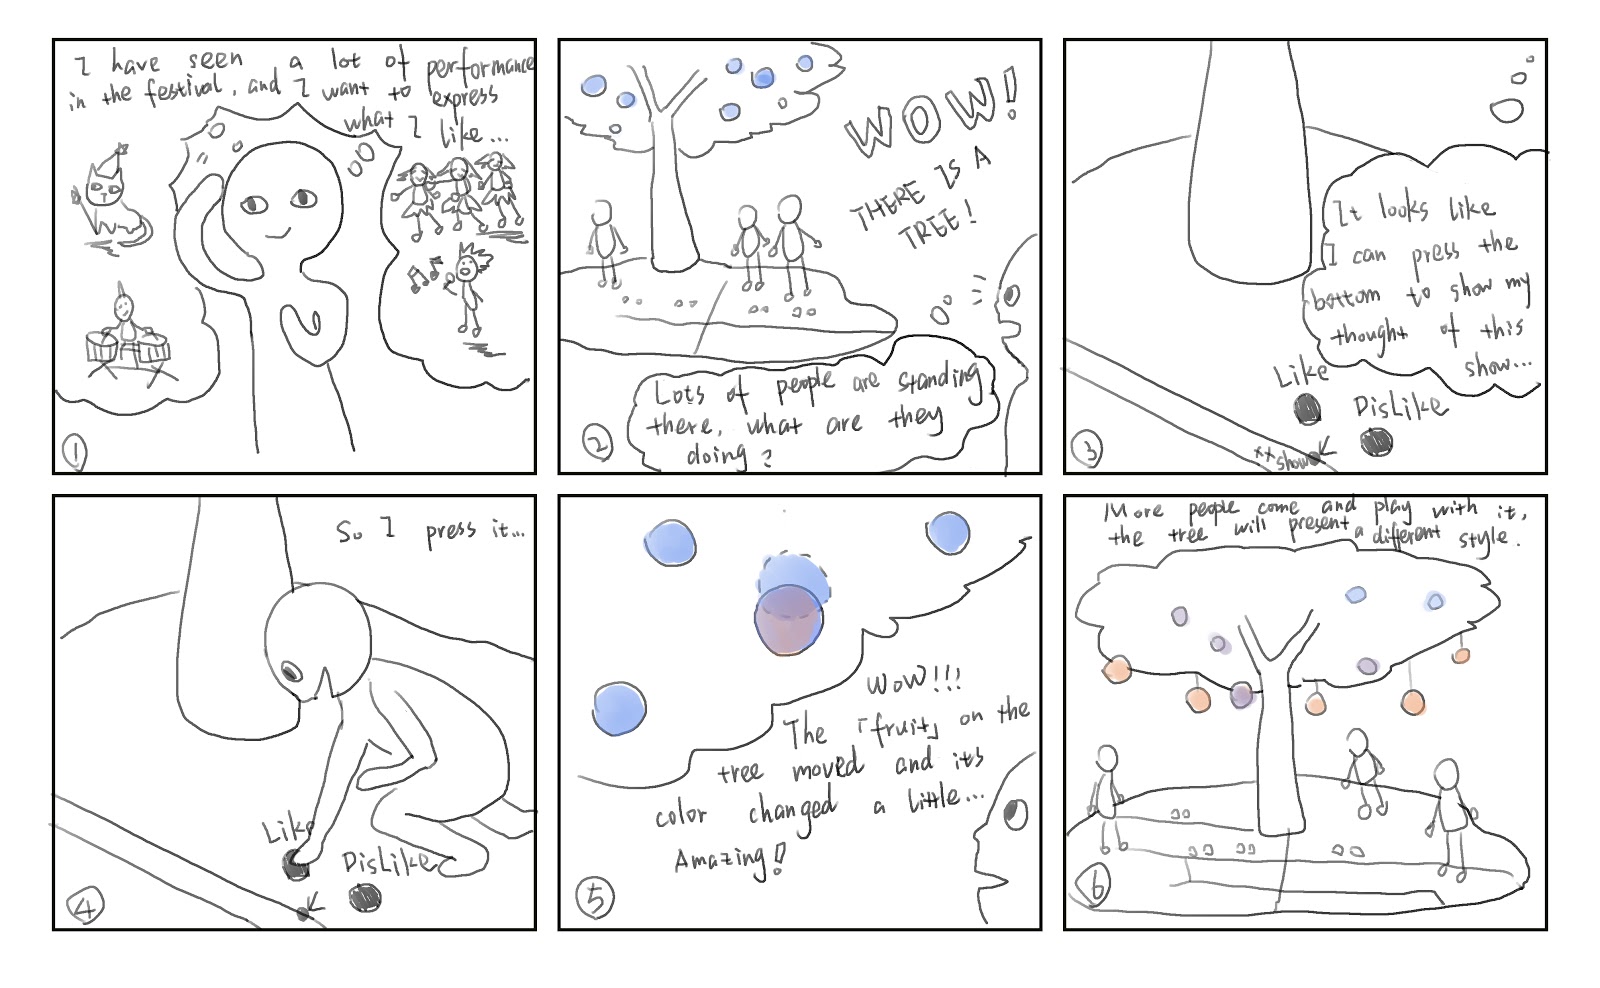 I have seen a lot of performance
in the festival, and I want to express
what I like...
1
WOW!
THERE IS A
TREE!
Lots of people are standing
there, what are they
doing?
2
It looks like
I can press the
bottom to show my
thought of this
show...
Like
DisLike
**show
3
So I press it...
Like
DisLike
4
WoW!!!
The 「fruit」 on the
tree moved and it's
color changed a little...
Amazing!
5
More people come and play with it,
the tree will present a different style.
6